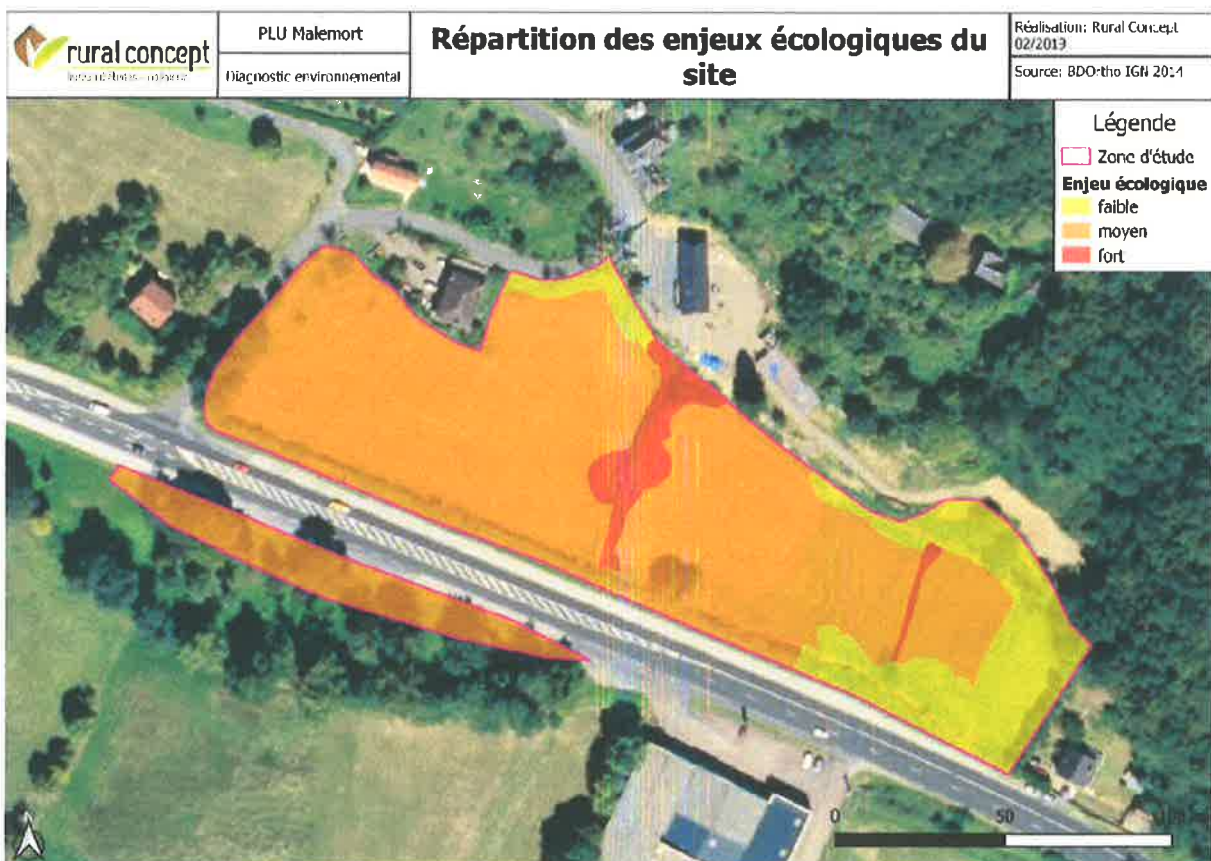 rural concept
PLU Malemort
Diagnostic environnemental
Répartition des enjeux écologiques du
site
Réalisation: Rural Concept
02/2019
Source: BDOrtho IGN 2014
Légende
Zone d'étude
Enjeu écologique
faible
moyen
fort
0
50